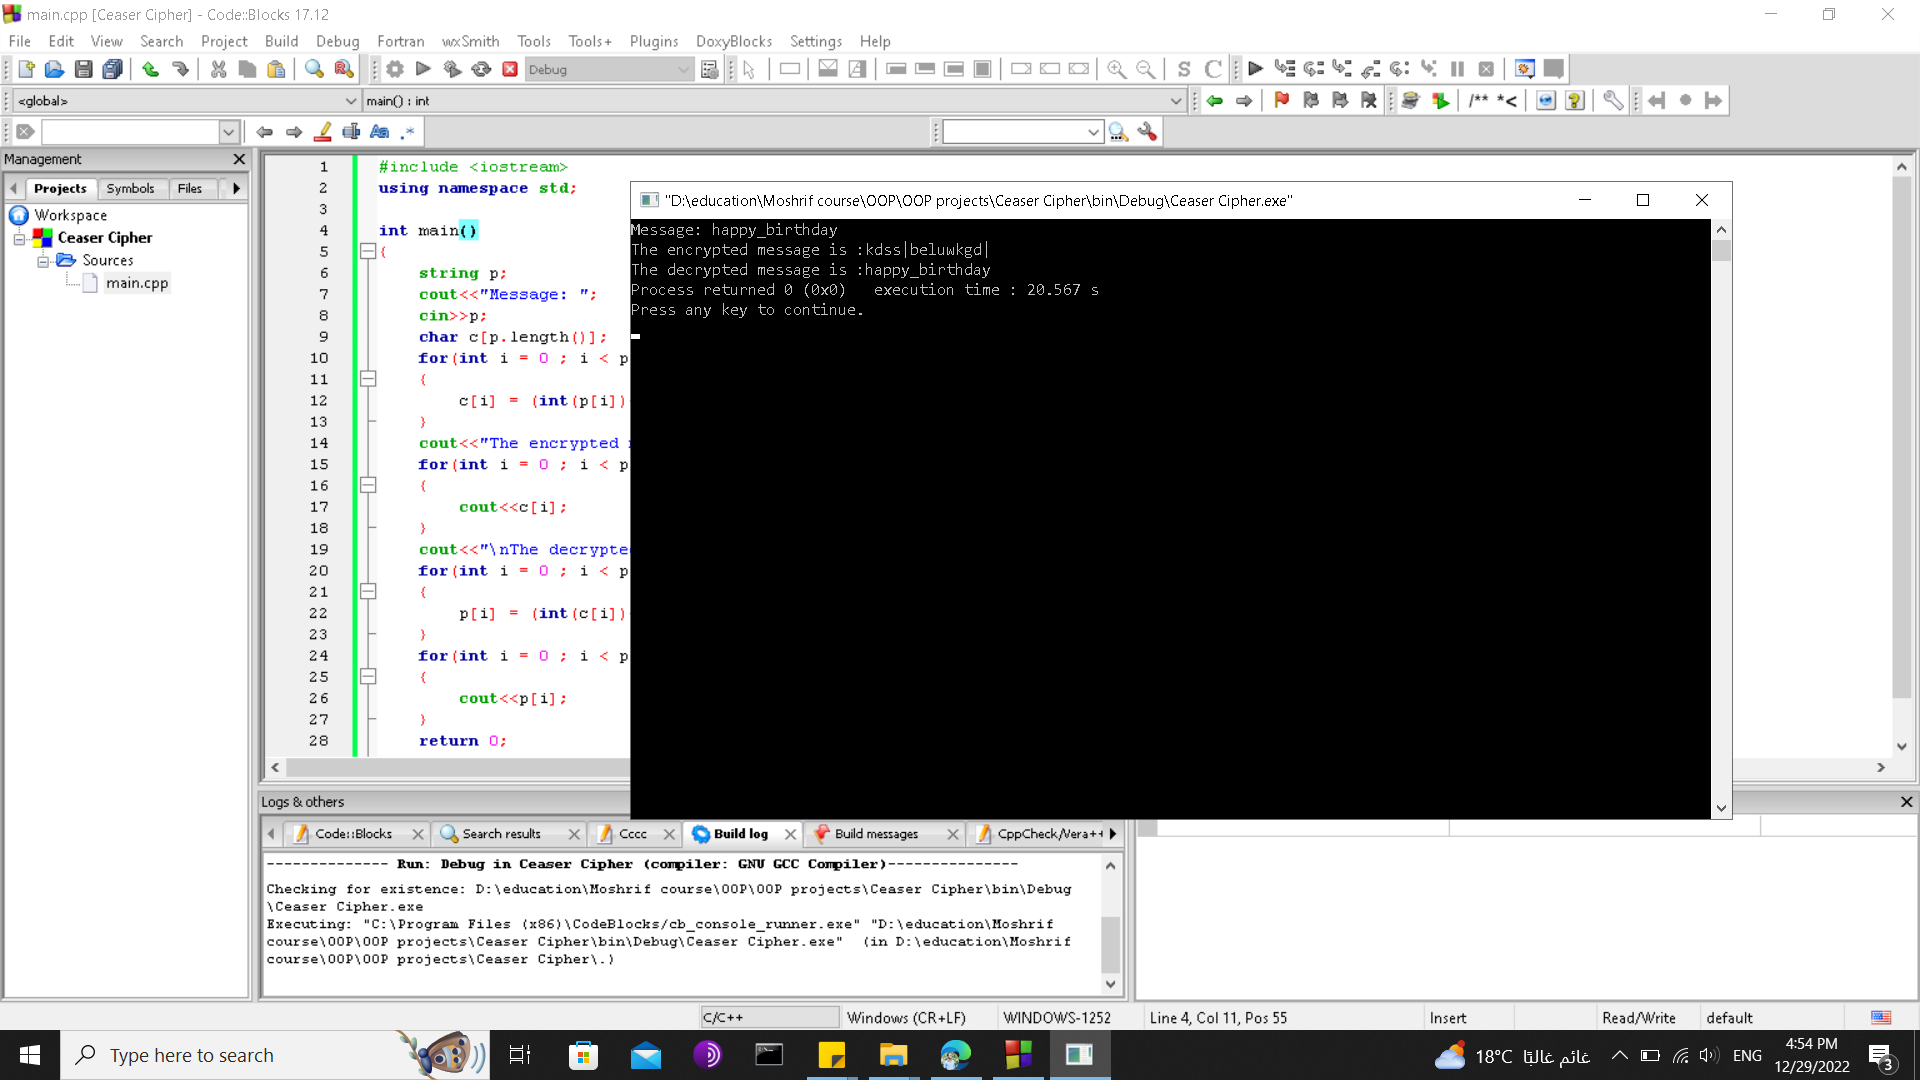 main.cpp [Ceaser Cipher] - Code::Blocks 17.12
File Edit View Search Project Build Debug Fortran wxSmith Tools Tools+ Plugins DoxyBlocks Settings Help
Debug
S C
<global> main() : int
/** *<
Aa .*
Management
Projects Symbols Files
Workspace
Ceaser Cipher
Sources
main.cpp
1 #include <iostream>
2 using namespace std;
3
4 int main()
5 {
6 string p;
7 cout<<"Message: ";
8 cin>>p;
9 char c[p.length()];
10 for(int i = 0 ; i < p
11 {
12 c[i] = (int(p[i])
13 }
14 cout<<"The encrypted
15 for(int i = 0 ; i < p
16 {
17 cout<<c[i];
18 }
19 cout<<"\nThe decrypte
20 for(int i = 0 ; i < p
21 {
22 p[i] = (int(c[i])
23 }
24 for(int i = 0 ; i < p
25 {
26 cout<<p[i];
27 }
28 return 0;
"D:\education\Moshrif course\OOP\OOP projects\Ceaser Cipher\bin\Debug\Ceaser Cipher.exe"
Message: happy_birthday
The encrypted message is :kdss|beluwkgd|
The decrypted message is :happy_birthday
Process returned 0 (0x0)   execution time : 20.567 s
Press any key to continue.
Logs & others
Code::Blocks Search results Cccc Build log Build messages CppCheck/Vera++
-------------- Run: Debug in Ceaser Cipher (compiler: GNU GCC Compiler)---------------
Checking for existence: D:\education\Moshrif course\OOP\OOP projects\Ceaser Cipher\bin\Debug
\Ceaser Cipher.exe
Executing: "C:\Program Files (x86)\CodeBlocks/cb_console_runner.exe" "D:\education\Moshrif
course\OOP\OOP projects\Ceaser Cipher\bin\Debug\Ceaser Cipher.exe"  (in D:\education\Moshrif
course\OOP\OOP projects\Ceaser Cipher\.)
C/C++ Windows (CR+LF) WINDOWS-1252 Line 4, Col 11, Pos 55 Insert Read/Write default
Type here to search
18°C غائم غالبًا
ENG
4:54 PM
12/29/2022
3